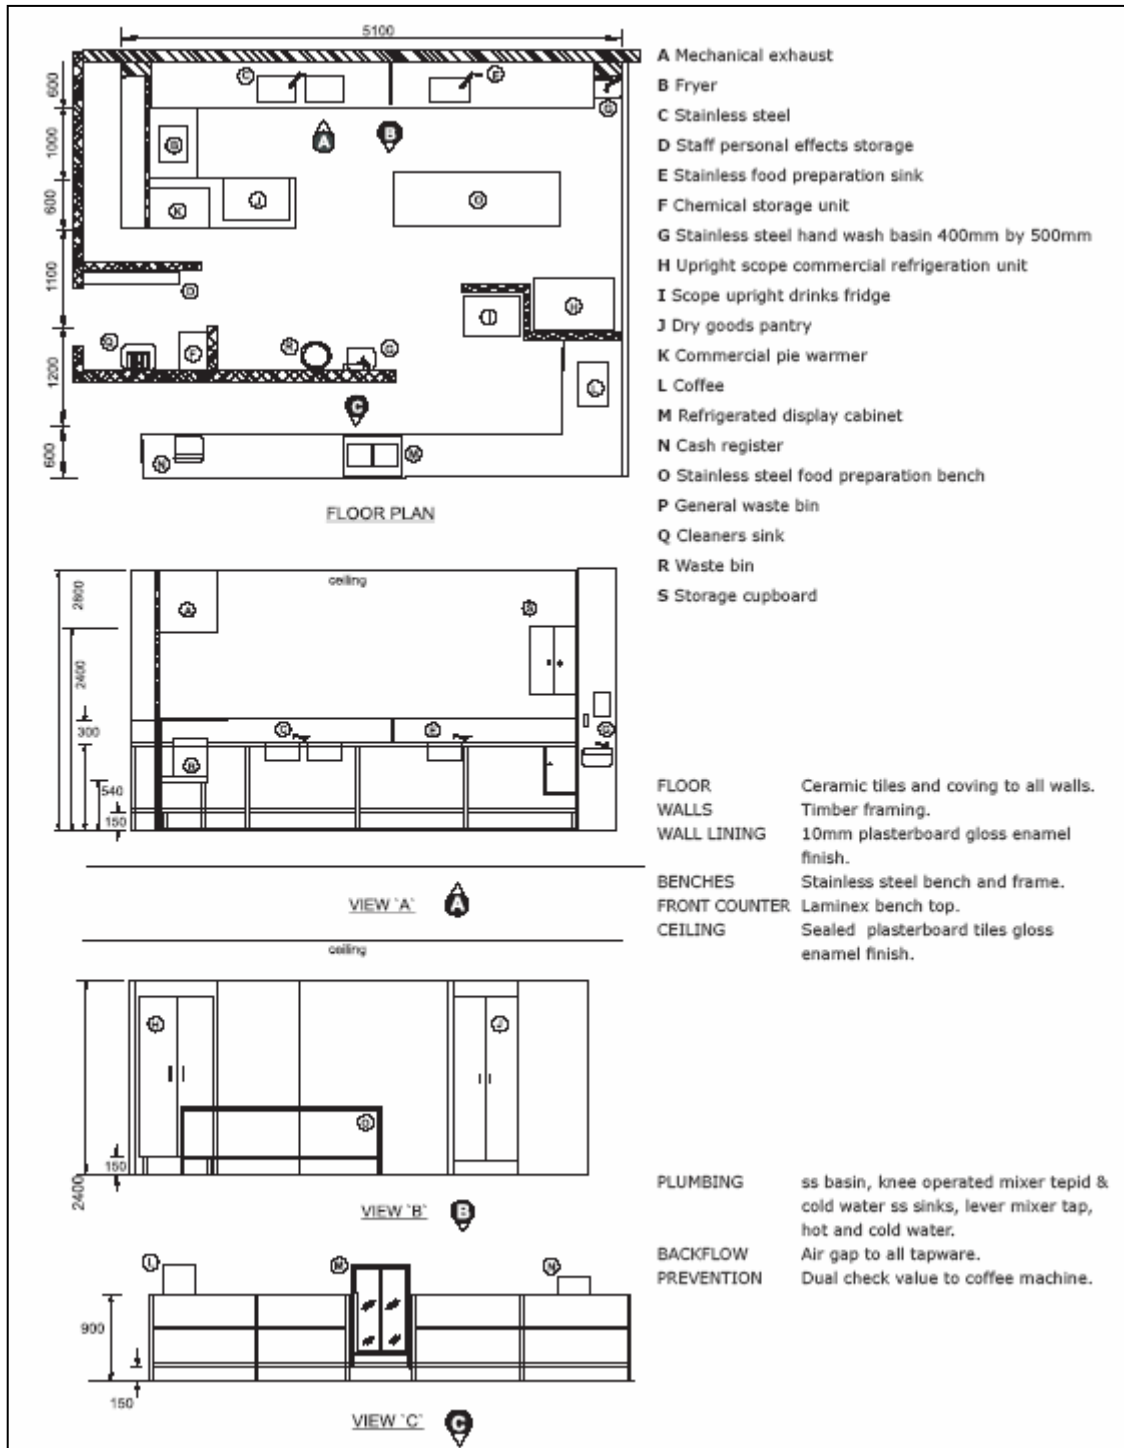 5100
A Mechanical exhaust
B Fryer
C Stainless steel
D Staff personal effects storage
E Stainless food preparation sink
F Chemical storage unit
G Stainless steel hand wash basin 400mm by 500mm
H Upright scope commercial refrigeration unit
I Scope upright drinks fridge
J Dry goods pantry
K Commercial pie warmer
L Coffee
M Refrigerated display cabinet
N Cash register
O Stainless steel food preparation bench
P General waste bin
Q Cleaners sink
R Waste bin
S Storage cupboard
600
1000
600
1100
1200
600
C
G
A
B
K
J
O
H
I
F
R
G
L
C
N
M
FLOOR PLAN
ceiling
2800
2400
300
540
150
A
C
E
VIEW `A` A
FLOOR Ceramic tiles and coving to all walls.
WALLS Timber framing.
WALL LINING 10mm plasterboard gloss enamel
finish.
BENCHES Stainless steel bench and frame.
FRONT COUNTER Laminex bench top.
CEILING Sealed plasterboard tiles gloss
enamel finish.
ceiling
H
J
O
150
2400
VIEW `B` B
PLUMBING ss basin, knee operated mixer tepid &
cold water ss sinks, lever mixer tap,
hot and cold water.
BACKFLOW Air gap to all tapware.
PREVENTION Dual check value to coffee machine.
L
M
N
900
150
VIEW `C` C